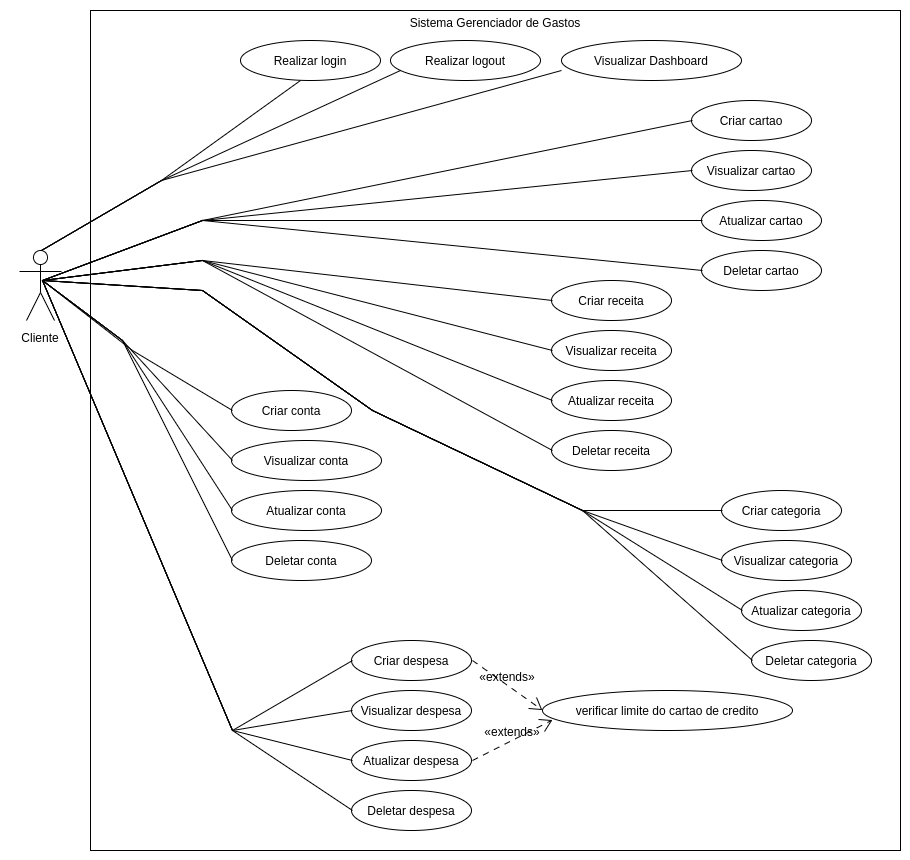 Sistema Gerenciador de Gastos
Realizar login
Realizar logout
Visualizar Dashboard
Criar cartao
Visualizar cartao
Atualizar cartao
Deletar cartao
Cliente
Criar receita
Visualizar receita
Atualizar receita
Deletar receita
Criar conta
Visualizar conta
Atualizar conta
Deletar conta
Criar categoria
Visualizar categoria
Atualizar categoria
Deletar categoria
Criar despesa
Visualizar despesa
Atualizar despesa
Deletar despesa
«extends»
«extends»
verificar limite do cartao de credito